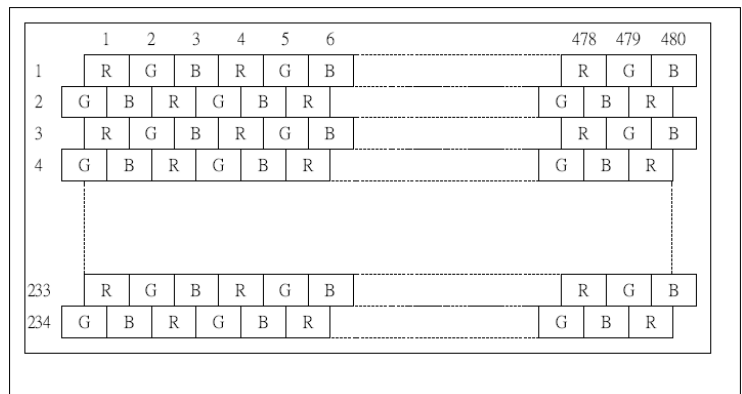 1 2 3 4 5 6 478 479 480
1 R G B R G B R G B
2 G B R G B R G B R
3 R G B R G B R G B
4 G B R G B R G B R
233 R G B R G B R G B
234 G B R G B R G B R